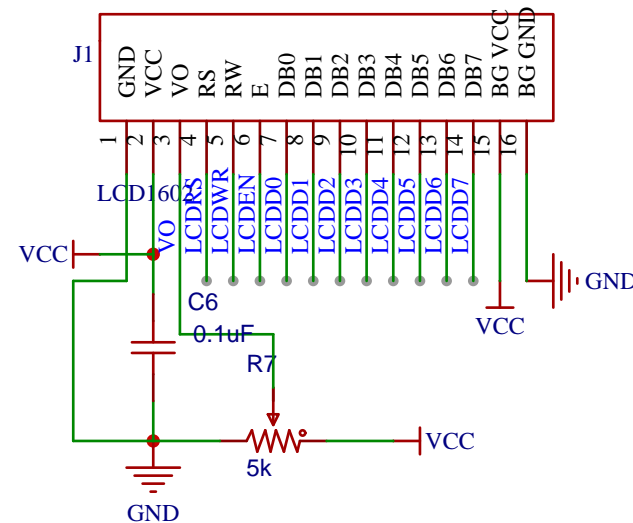 J1
GND
VCC
VO
RS
RW
E
DB0
DB1
DB2
DB3
DB4
DB5
DB6
DB7
BG VCC
BG GND
1
2
3
4
5
6
7
8
9
10
11
12
13
14
15
16
LCD1602
VO
LCDRS
LCDWR
LCDEN
LCDD0
LCDD1
LCDD2
LCDD3
LCDD4
LCDD5
LCDD6
LCDD7
VCC
GND
C6
0.1uF
VCC
R7
VCC
5k
GND